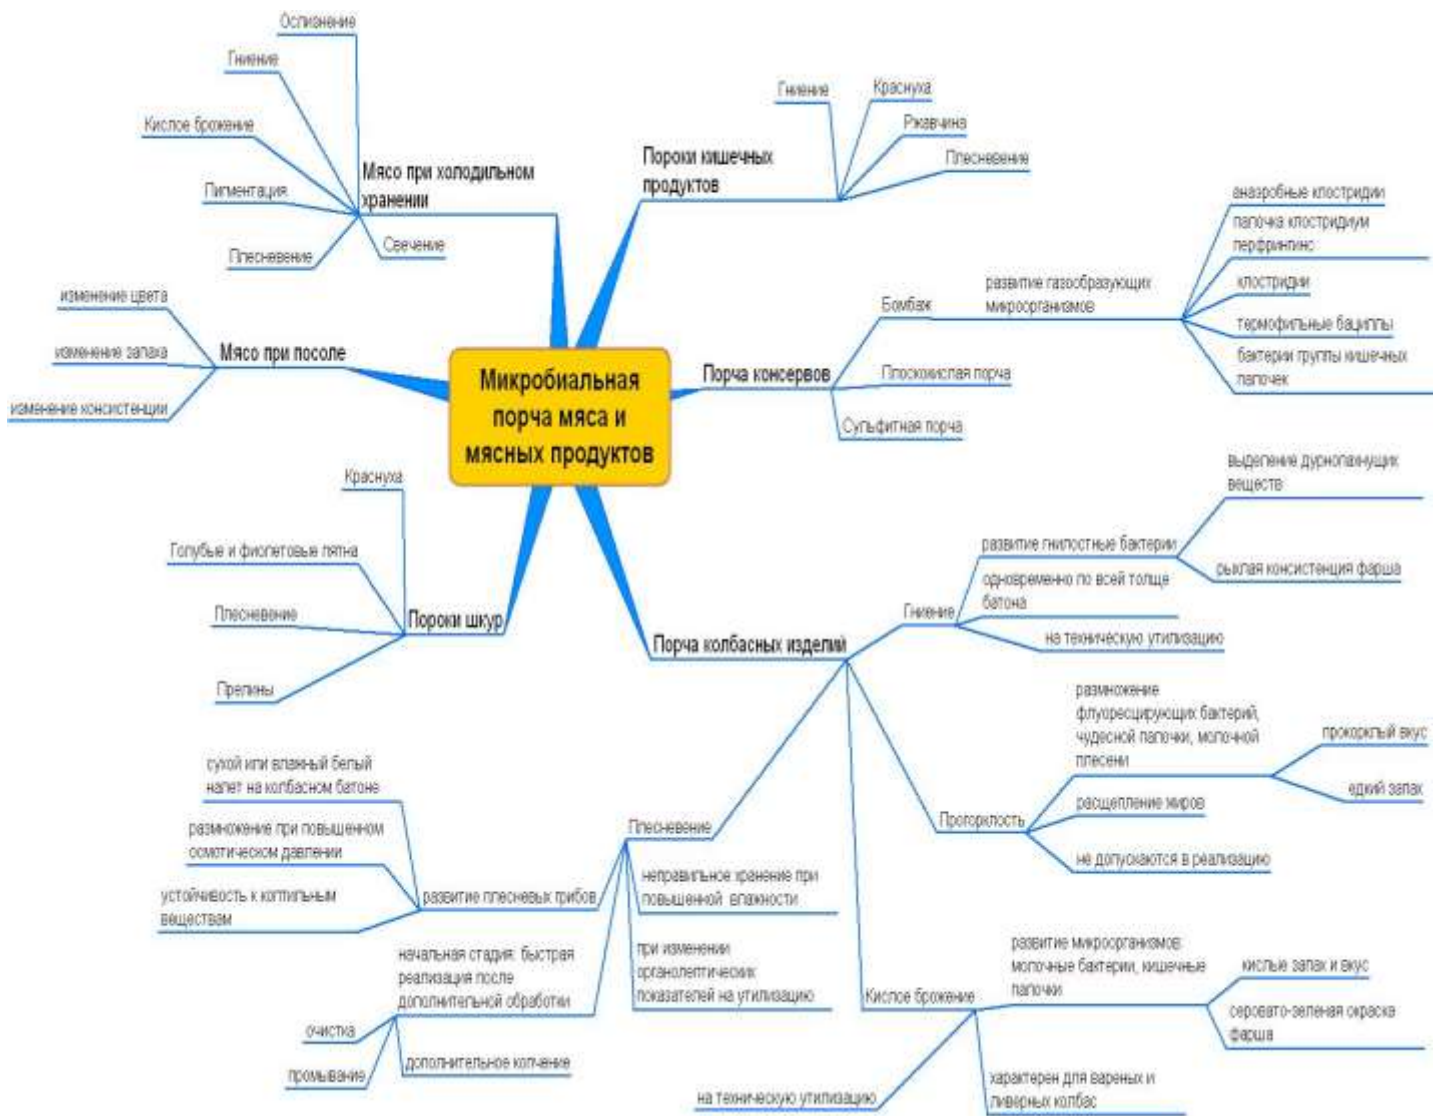 Микробиальная
порча мяса и
мясных продуктов
Мясо при холодильном
хранении
Ослизнение
Гниение
Кислое брожение
Пигментация
Плесневение
Свечение
Пороки кишечных
продуктов
Гниение
Краснуха
Ржавчина
Плесневение
Мясо при посоле
изменение цвета
изменение запаха
изменение консистенции
Порча консервов
Бомбаж
развитие газообразующих
микроорганизмов
анаэробные клостридии
палочка клостридиум
перфрингинс
клостридии
термофильные бациллы
бактерии группы кишечных
палочек
Плоскокислая порча
Сульфитная порча
Пороки шкур
Краснуха
Голубые и фиолетовые пятна
Плесневение
Прелины
Порча колбасных изделий
Гниение
развитие гнилостные бактерии
выделение дурнопахнущих
веществ
рыхлая консистенция фарша
одновременно по всей толще
батона
на техническую утилизацию
Прогорклость
размножение
флуоресцирующих бактерий,
чудесной палочки, молочной
плесени
прокорклый вкус
едкий запах
расщепление жиров
не допускаются в реализацию
Плесневение
развитие плесневых грибов
сухой или влажный белый
налет на колбасном батоне
размножение при повышенном
осмотическом давлении
устойчивость к коптильным
веществам
неправильное хранение при
повышенной влажности
начальная стадия: быстрая
реализация после
дополнительной обработки
очистка
промывание
дополнительное копчение
при изменении
органолептических
показателей на утилизацию
Кислое брожение
развитие микроорганизмов:
молочные бактерии, кишечные
палочки
кислые запах и вкус
серовато-зеленая окраска
фарша
на техническую утилизацию
характерен для вареных и
ливерных колбас